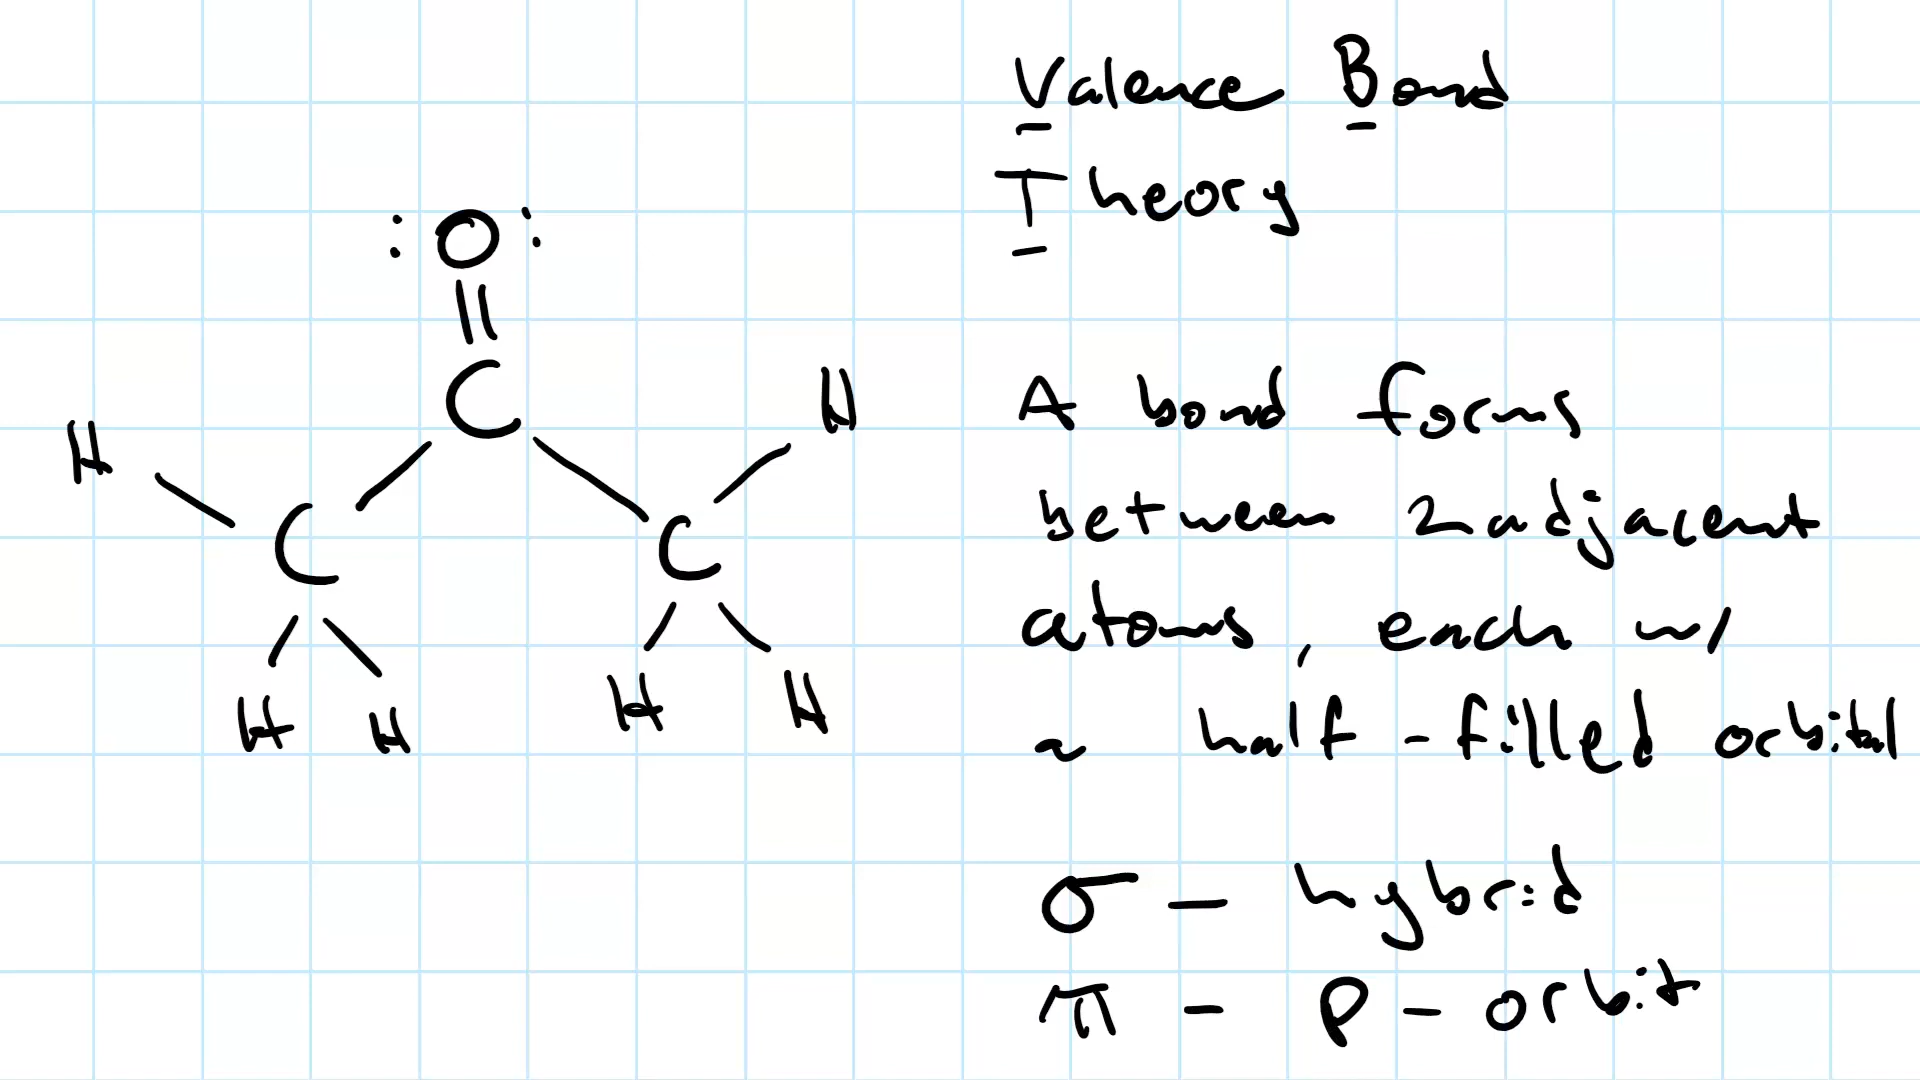 Valence Bond
Theory
:O:
C
H
H
C
C
H
H
H
H
A bond forms
between 2 adjacent
atoms, each w/
a half-filled orbital
σ - hybrid
π - P-orbit